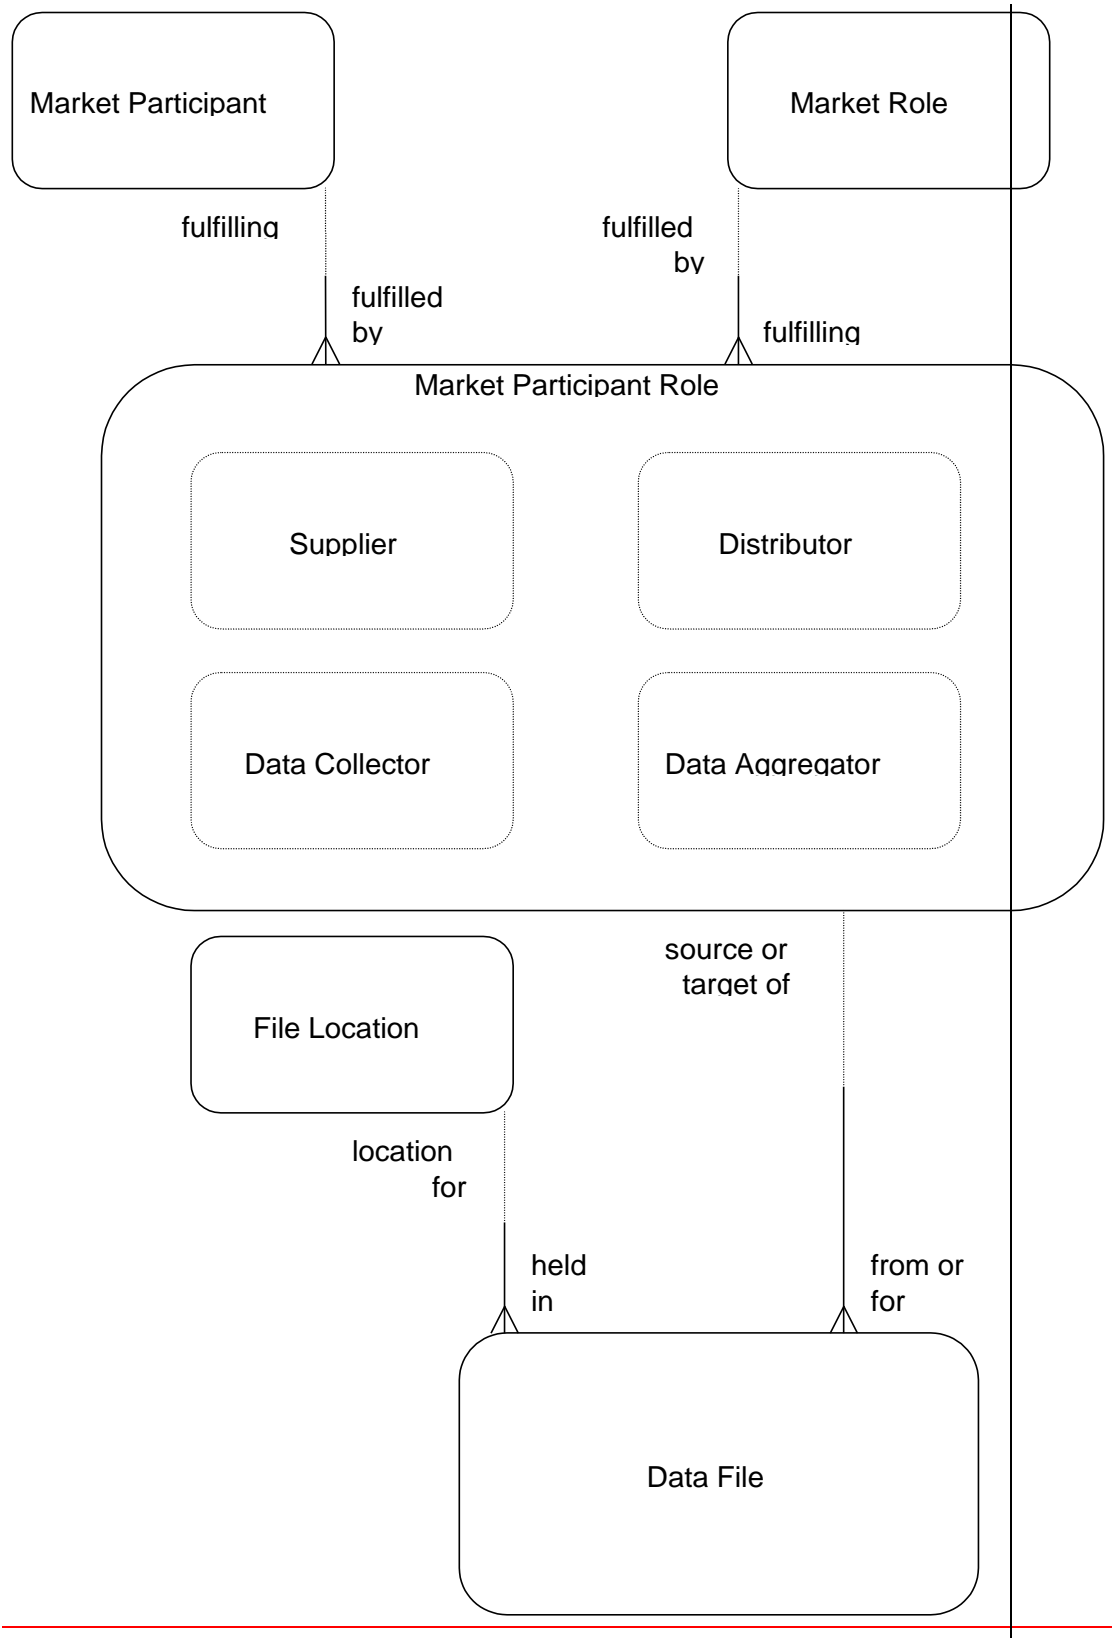 Market Participant
Market Role
fulfilling
fulfilled
by
fulfilled
by
fulfilling
Market Participant Role
Supplier
Distributor
Data Collector
Data Aggregator
source or
target of
File Location
location
for
held
in
from or
for
Data File